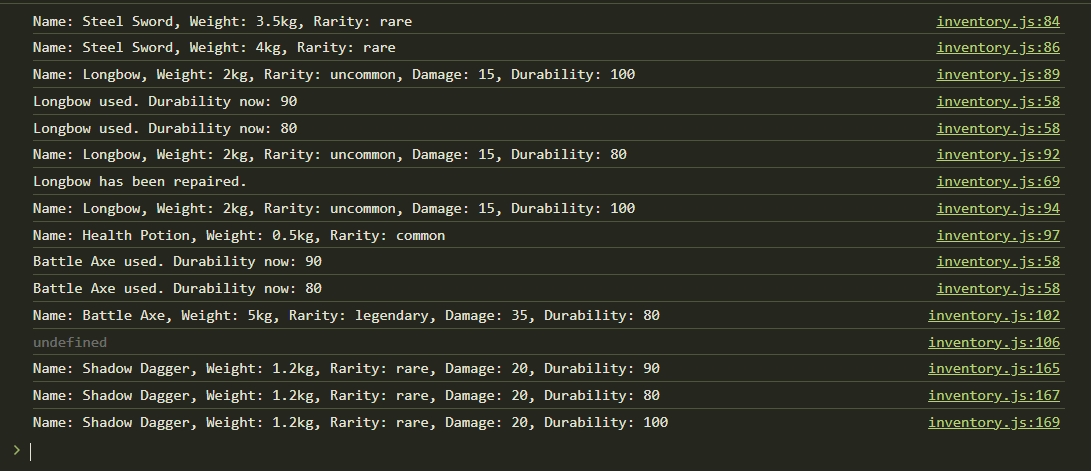 Name: Steel Sword, Weight: 3.5kg, Rarity: rare inventory.js:84
Name: Steel Sword, Weight: 4kg, Rarity: rare inventory.js:86
Name: Longbow, Weight: 2kg, Rarity: uncommon, Damage: 15, Durability: 100 inventory.js:89
Longbow used. Durability now: 90 inventory.js:58
Longbow used. Durability now: 80 inventory.js:58
Name: Longbow, Weight: 2kg, Rarity: uncommon, Damage: 15, Durability: 80 inventory.js:92
Longbow has been repaired. inventory.js:69
Name: Longbow, Weight: 2kg, Rarity: uncommon, Damage: 15, Durability: 100 inventory.js:94
Name: Health Potion, Weight: 0.5kg, Rarity: common inventory.js:97
Battle Axe used. Durability now: 90 inventory.js:58
Battle Axe used. Durability now: 80 inventory.js:58
Name: Battle Axe, Weight: 5kg, Rarity: legendary, Damage: 35, Durability: 80 inventory.js:102
undefined inventory.js:106
Name: Shadow Dagger, Weight: 1.2kg, Rarity: rare, Damage: 20, Durability: 90 inventory.js:165
Name: Shadow Dagger, Weight: 1.2kg, Rarity: rare, Damage: 20, Durability: 80 inventory.js:167
Name: Shadow Dagger, Weight: 1.2kg, Rarity: rare, Damage: 20, Durability: 100 inventory.js:169
>